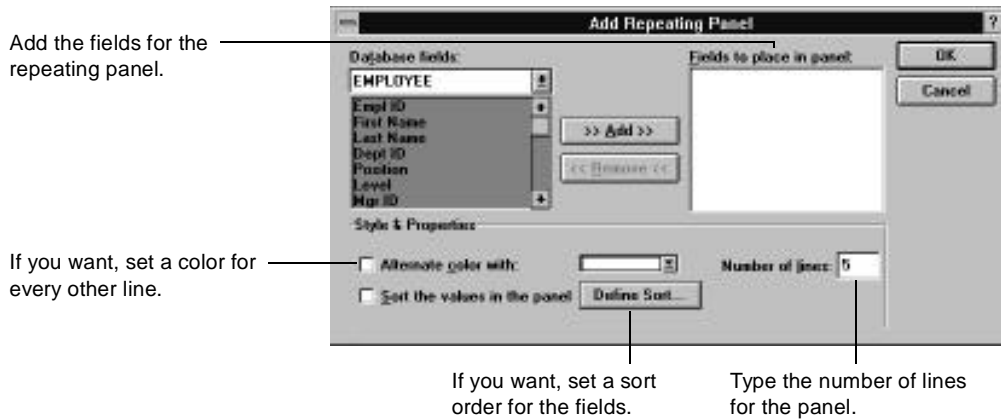 Add Repeating Panel
?
Add the fields for the
repeating panel.
Database fields:
EMPLOYEE
Empl ID
First Name
Last Name
Dept ID
Position
Level
Mgr ID
>> Add >>
<< Remove <<
Fields to place in panel:
OK
Cancel
Style & Properties
If you want, set a color for
every other line.
Alternate color with:
Number of lines: 5
Sort the values in the panel
Define Sort...
If you want, set a sort
order for the fields.
Type the number of lines
for the panel.